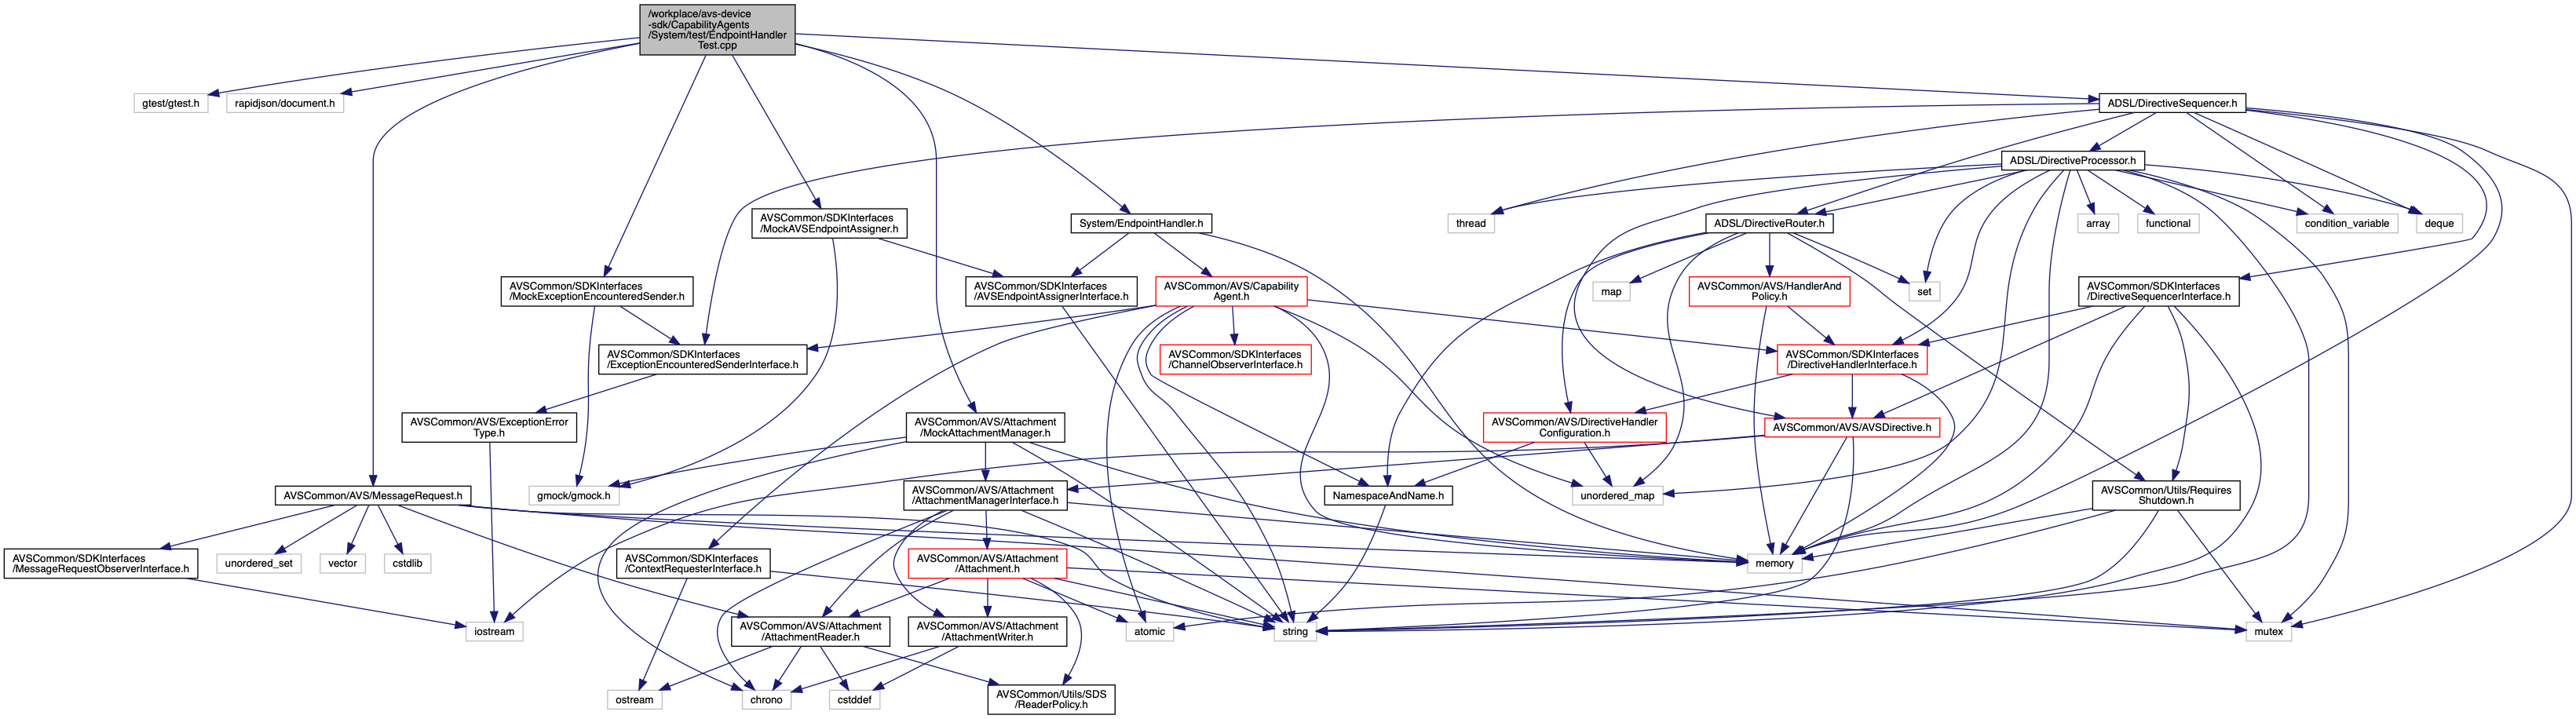 /workplace/avs-device
-sdk/CapabilityAgents
/System/test/EndpointHandler
Test.cpp
gtest/gtest.h
rapidjson/document.h
ADSL/DirectiveSequencer.h
ADSL/DirectiveProcessor.h
AVSCommon/SDKInterfaces
/MockAVSEndpointAssigner.h
System/EndpointHandler.h
thread
ADSL/DirectiveRouter.h
array
functional
condition_variable
deque
AVSCommon/SDKInterfaces
/MockExceptionEncounteredSender.h
AVSCommon/SDKInterfaces
/AVSEndpointAssignerInterface.h
AVSCommon/AVS/Capability
Agent.h
map
AVSCommon/AVS/HandlerAnd
Policy.h
set
AVSCommon/SDKInterfaces
/DirectiveSequencerInterface.h
AVSCommon/SDKInterfaces
/ExceptionEncounteredSenderInterface.h
AVSCommon/SDKInterfaces
/ChannelObserverInterface.h
AVSCommon/SDKInterfaces
/DirectiveHandlerInterface.h
AVSCommon/AVS/ExceptionError
Type.h
AVSCommon/AVS/Attachment
/MockAttachmentManager.h
AVSCommon/AVS/DirectiveHandler
Configuration.h
AVSCommon/AVS/AVSDirective.h
AVSCommon/AVS/MessageRequest.h
gmock/gmock.h
AVSCommon/AVS/Attachment
/AttachmentManagerInterface.h
NamespaceAndName.h
unordered_map
AVSCommon/Utils/Requires
Shutdown.h
AVSCommon/SDKInterfaces
/MessageRequestObserverInterface.h
unordered_set
vector
cstdlib
AVSCommon/SDKInterfaces
/ContextRequesterInterface.h
AVSCommon/AVS/Attachment
/Attachment.h
memory
iostream
AVSCommon/AVS/Attachment
/AttachmentReader.h
AVSCommon/AVS/Attachment
/AttachmentWriter.h
atomic
string
mutex
ostream
chrono
cstddef
AVSCommon/Utils/SDS
/ReaderPolicy.h